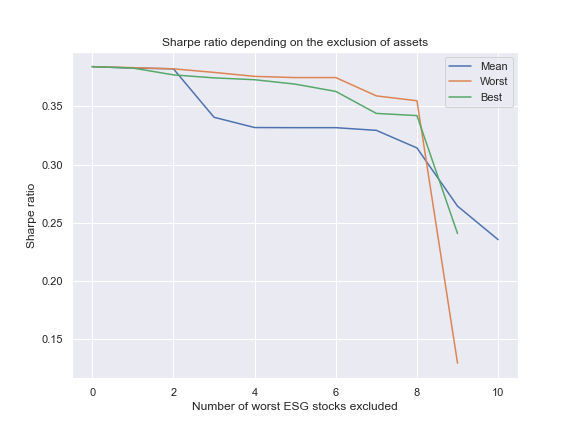 Sharpe ratio depending on the exclusion of assets
Mean
Worst
Best
0.35
0.30
0.25
0.20
0.15
Sharpe ratio
0 2 4 6 8 10
Number of worst ESG stocks excluded